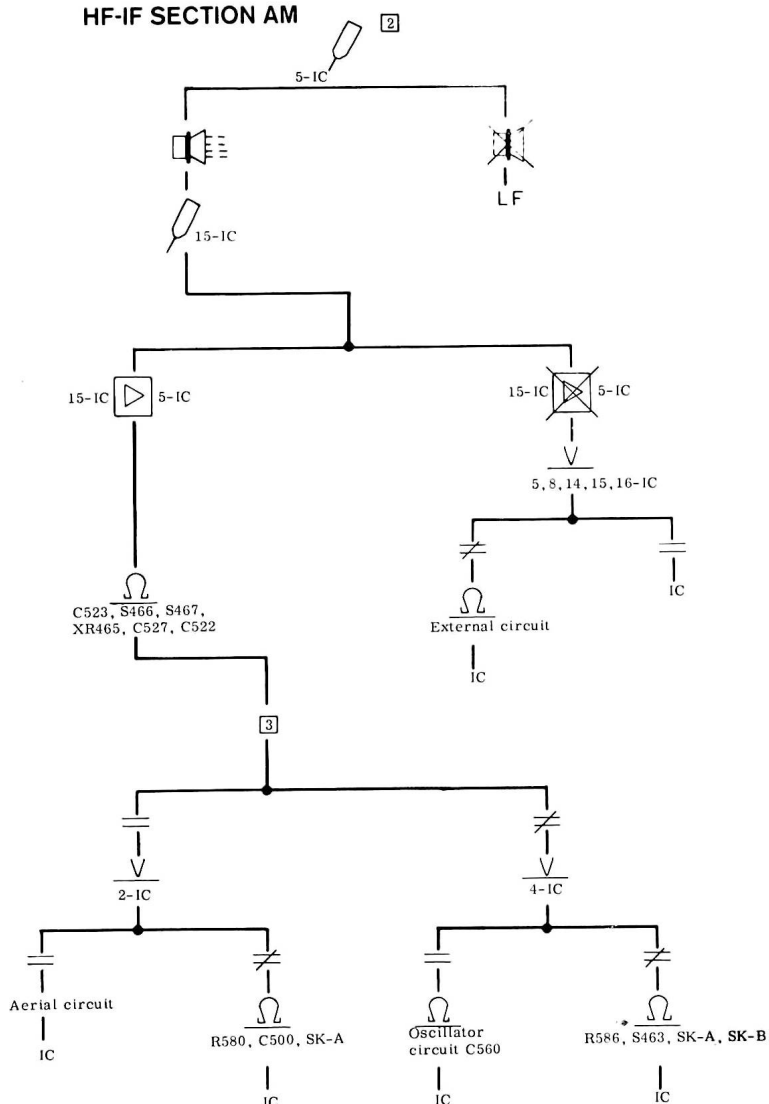 HF-IF SECTION AM
2
5-IC
LF
15-IC
15-IC 5-IC
15-IC 5-IC
V
5,8,14,15,16-IC
Ω
C523, S466, S467,
XR465, C527, C522
Ω
External circuit
IC
IC
3
V
2-IC
V
4-IC
Aerial circuit
IC
Ω
R580, C500, SK-A
IC
Ω
Oscillator
circuit C560
IC
Ω
R586, S463, SK-A, SK-B
IC